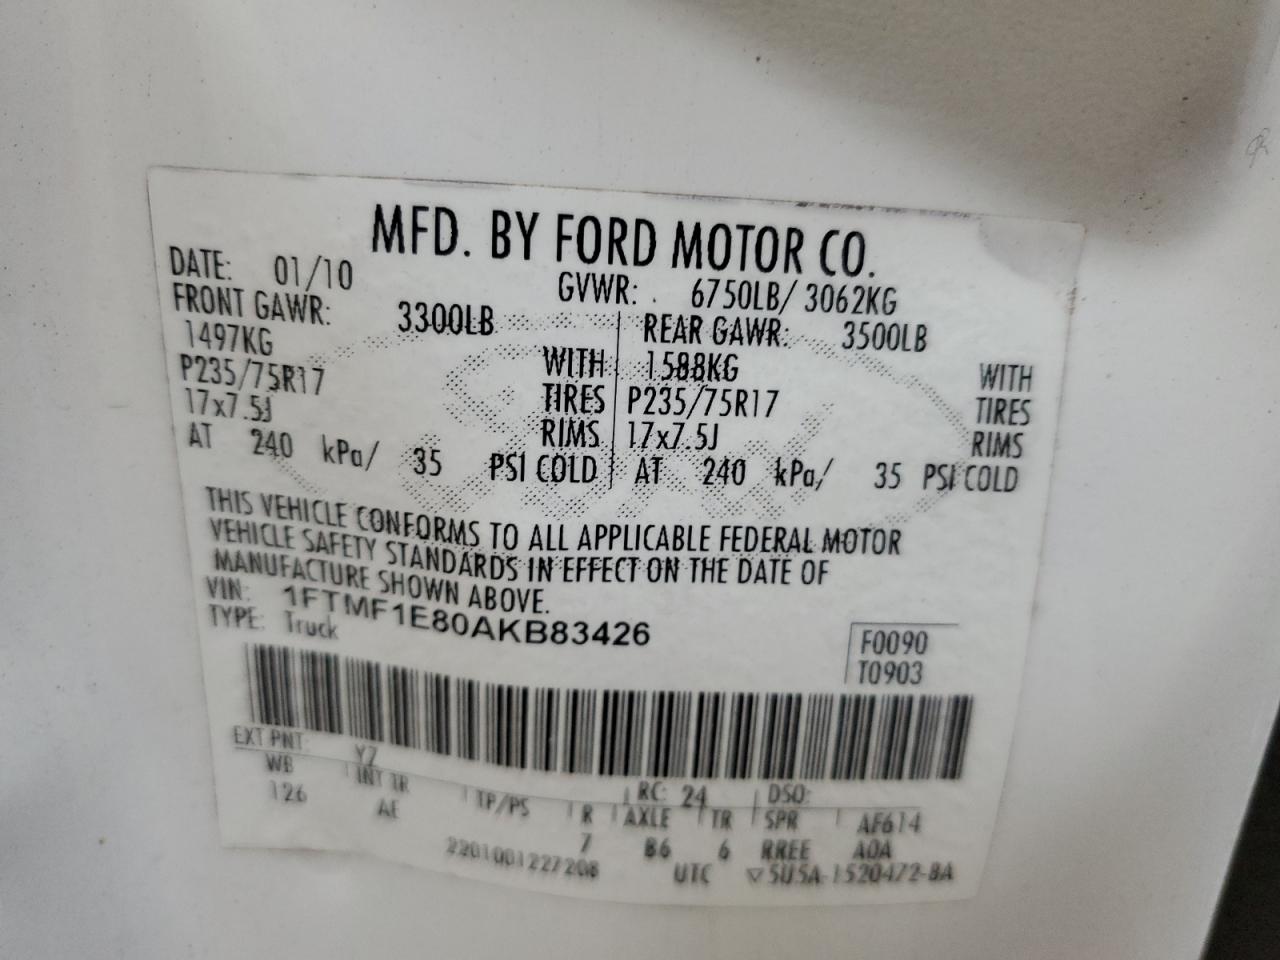 MFD. BY FORD MOTOR CO.
DATE: 01/10 GVWR: 6750LB/ 3062KG
FRONT GAWR: 3300LB REAR GAWR: 3500LB
1497KG WITH 1588KG WITH
P235/75R17 TIRES P235/75R17 TIRES
17x7.5J RIMS 17x7.5J RIMS
AT 240 kPa/ 35 PSI COLD AT 240 kPa/ 35 PSI COLD
THIS VEHICLE CONFORMS TO ALL APPLICABLE FEDERAL MOTOR
VEHICLE SAFETY STANDARDS IN EFFECT ON THE DATE OF
MANUFACTURE SHOWN ABOVE.
VIN: 1FTMF1E80AKB83426
TYPE: Truck
F0090
T0903
EXT PNT: YZ RC: 24 DSO:
WB INT TR TP/PS R AXLE TR SPR AF614
126 AE 7 B6 6 RREE A0A
2201001227208 UTC ▽5U5A-1520472-BA